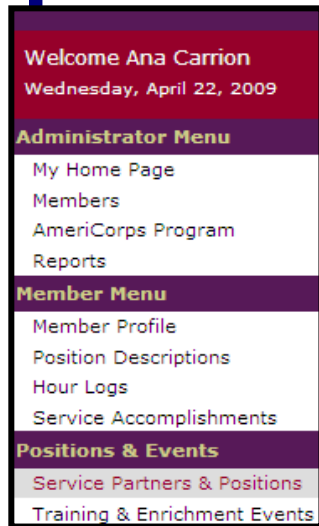 Welcome Ana Carrion
Wednesday, April 22, 2009
Administrator Menu
My Home Page
Members
AmeriCorps Program
Reports
Member Menu
Member Profile
Position Descriptions
Hour Logs
Service Accomplishments
Positions & Events
Service Partners & Positions
Training & Enrichment Events